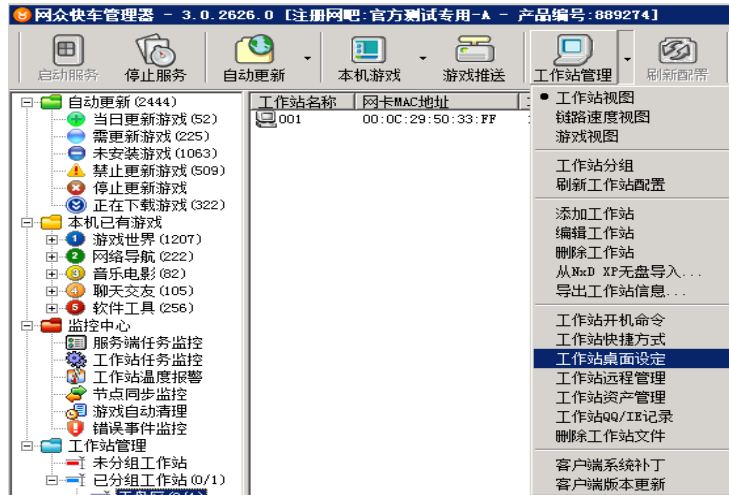 网众快车管理器 - 3.0.2626.0 [注册网吧:官方测试专用-A - 产品编号:889274]
启动服务 停止服务 自动更新 本机游戏 游戏推送 工作站管理 刷新配置
自动更新(2444)
当日更新游戏(52)
需更新游戏(225)
未安装游戏(1063)
禁止更新游戏(509)
停止更新游戏
正在下载游戏(322)
本机已有游戏
1 游戏世界(1207)
2 网络导航(222)
3 音乐电影(82)
4 聊天交友(105)
5 软件工具(256)
监控中心
服务端任务监控
工作站任务监控
工作站温度报警
节点同步监控
游戏自动清理
错误事件监控
工作站管理
未分组工作站
已分组工作站(0/1)
工作站名称 网卡MAC地址
001 00:0C:29:50:33:FF
工作站视图
链路速度视图
游戏视图
工作站分组
刷新工作站配置
添加工作站
编辑工作站
删除工作站
从NxD XP无盘导入...
导出工作站信息...
工作站开机命令
工作站快捷方式
工作站桌面设定
工作站远程管理
工作站资产管理
工作站QQ/IE记录
删除工作站文件
客户端系统补丁
客户端版本更新